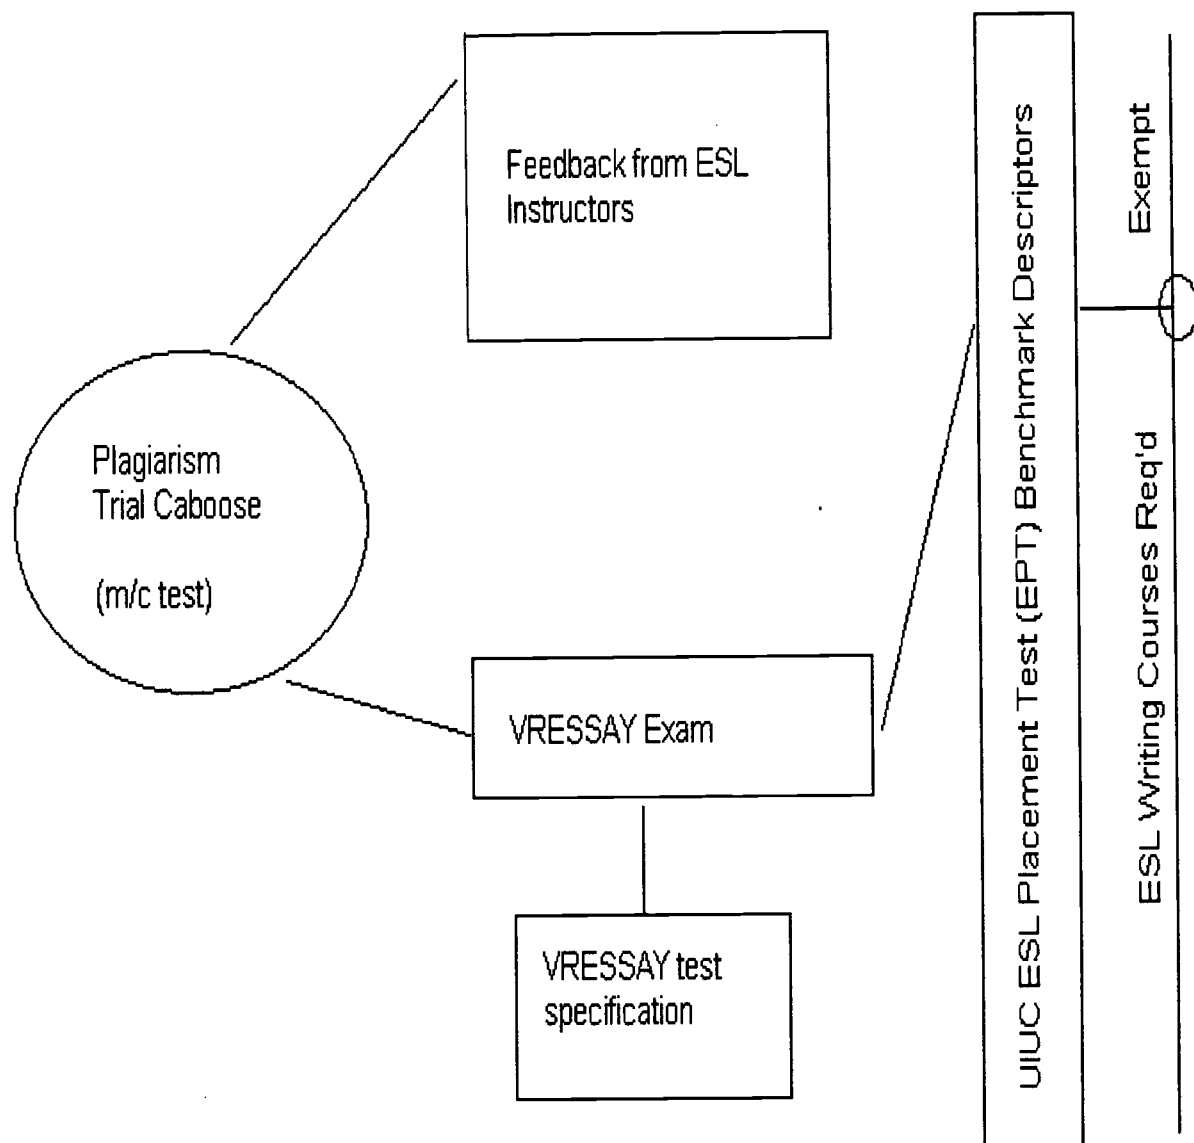 Feedback from ESL
Instructors
Plagiarism
Trial Caboose
(m/c test)
VRESSAY Exam
VRESSAY test
specification
UIUC ESL Placement Test (EPT) Benchmark Descriptors
Exempt
ESL Writing Courses Req'd